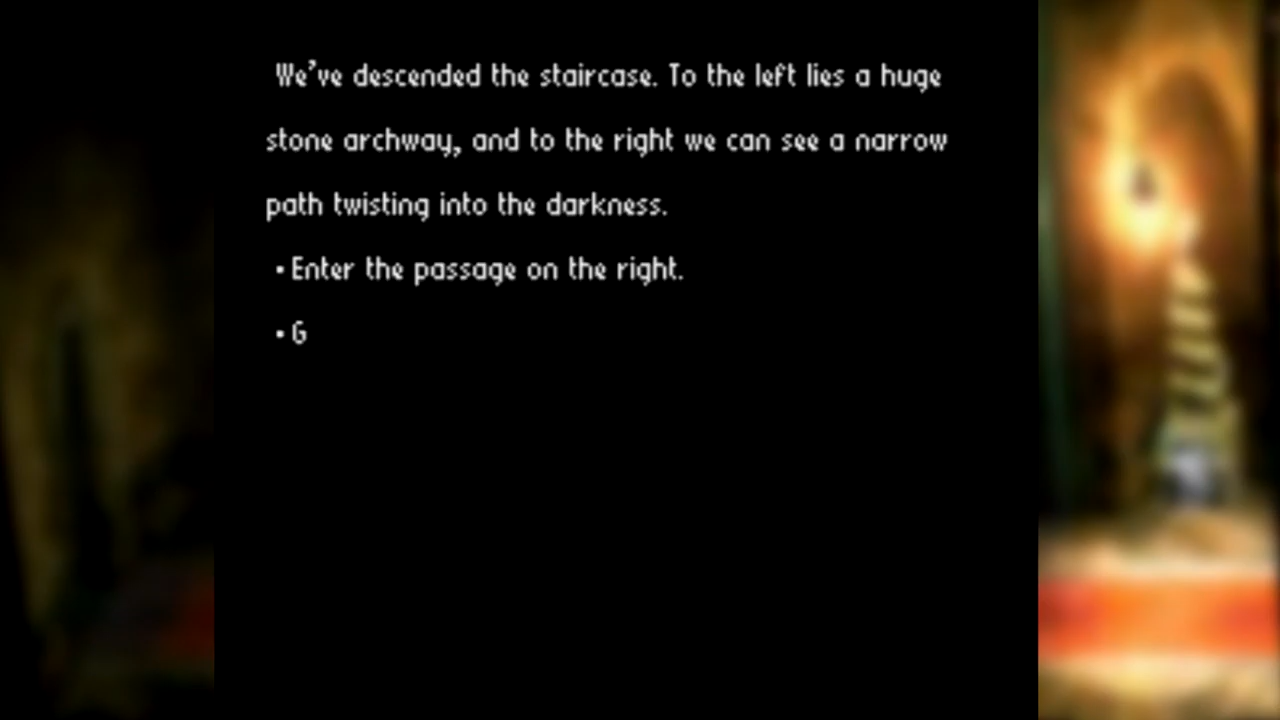 We've descended the staircase. To the left lies a huge
stone archway, and to the right we can see a narrow
path twisting into the darkness.
• Enter the passage on the right.
• G